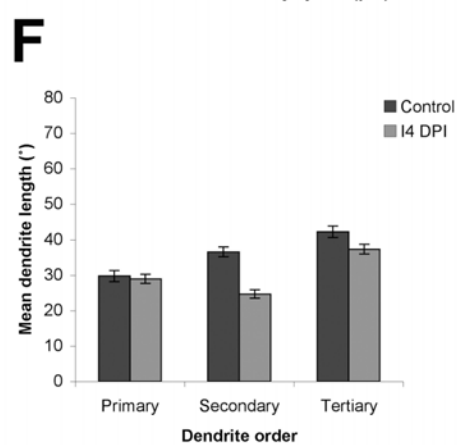 F
80
70
60
50
40
30
20
10
0
Mean dendrite length (°)
Control
I4 DPI
Primary Secondary Tertiary
Dendrite order